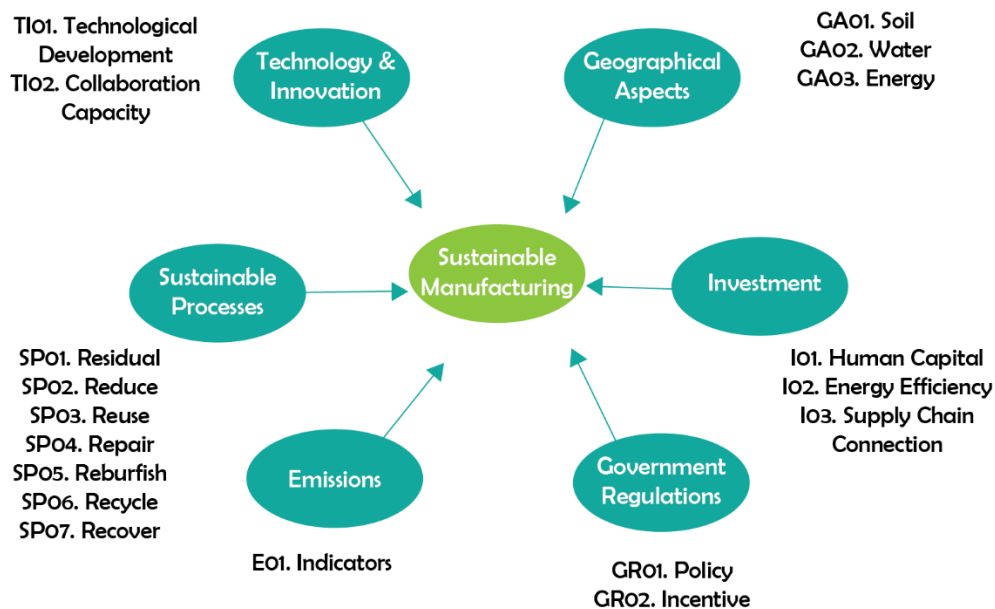 TI01. Technological
Development
TI02. Collaboration
Capacity
Technology &
Innovation
Geographical
Aspects
GA01. Soil
GA02. Water
GA03. Energy
Sustainable
Processes
Sustainable
Manufacturing
Investment
SP01. Residual
SP02. Reduce
SP03. Reuse
SP04. Repair
SP05. Reburfish
SP06. Recycle
SP07. Recover
I01. Human Capital
I02. Energy Efficiency
I03. Supply Chain
Connection
Emissions
Government
Regulations
E01. Indicators
GR01. Policy
GR02. Incentive